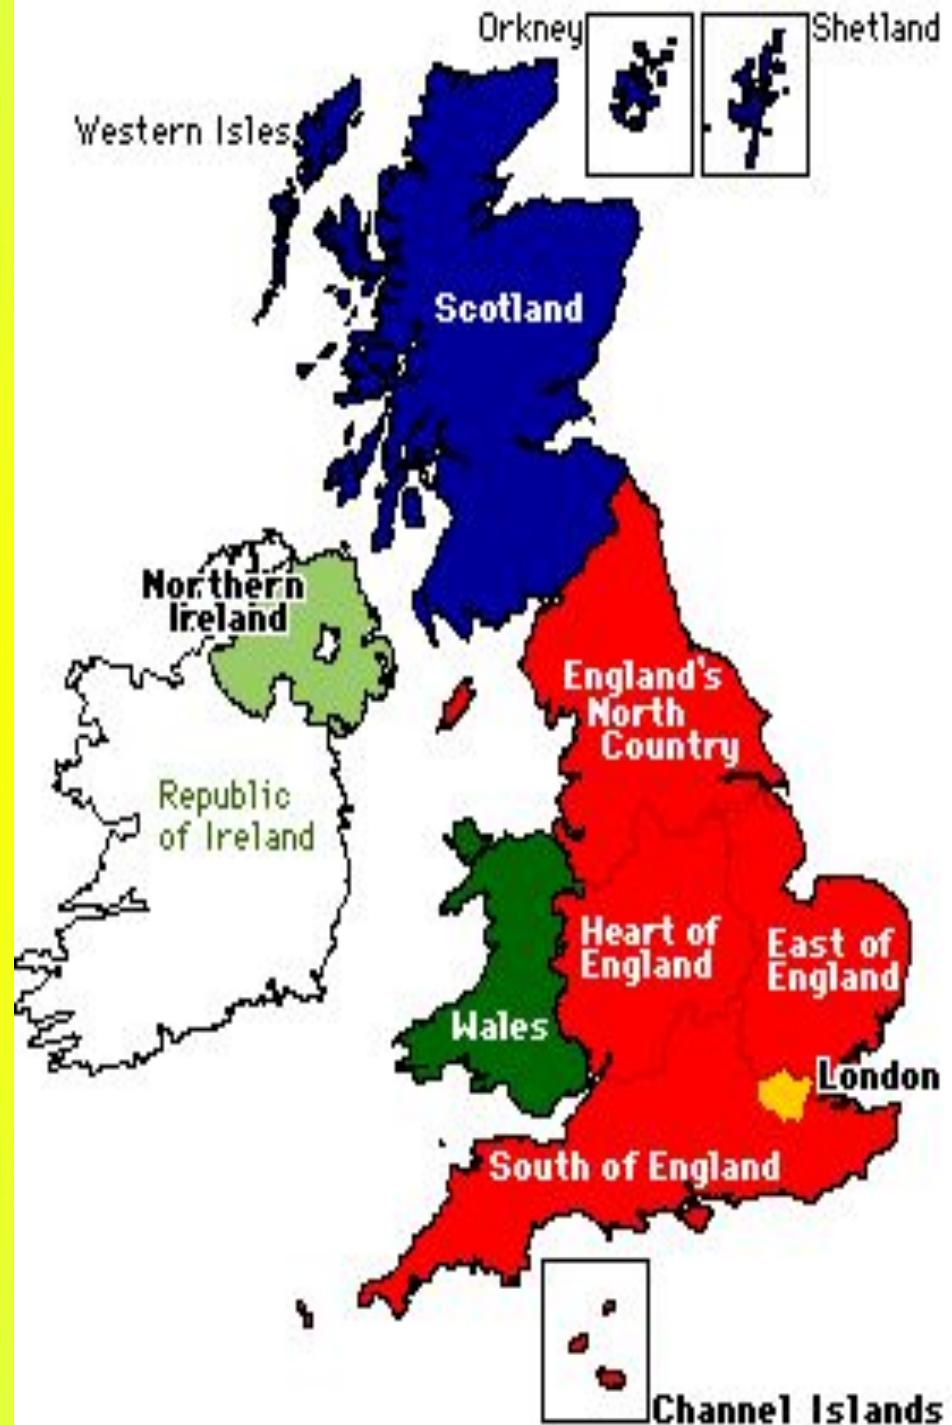 Orkney
Shetland
Western Isles
Scotland
Northern
Ireland
England's
North
Country
Republic
of Ireland
Heart of
England
East of
England
Wales
London
South of England
Channel Islands